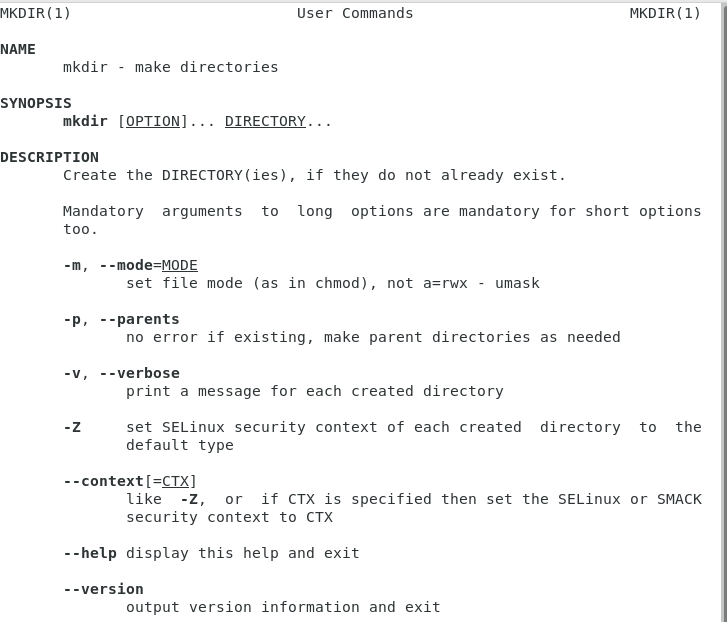 MKDIR(1) User Commands MKDIR(1)
NAME
mkdir - make directories
SYNOPSIS
mkdir [OPTION]... DIRECTORY...
DESCRIPTION
Create the DIRECTORY(ies), if they do not already exist.
Mandatory arguments to long options are mandatory for short options
too.
-m, --mode=MODE
set file mode (as in chmod), not a=rwx - umask
-p, --parents
no error if existing, make parent directories as needed
-v, --verbose
print a message for each created directory
-Z set SELinux security context of each created directory to the
default type
--context[=CTX]
like -Z, or if CTX is specified then set the SELinux or SMACK
security context to CTX
--help display this help and exit
--version
output version information and exit